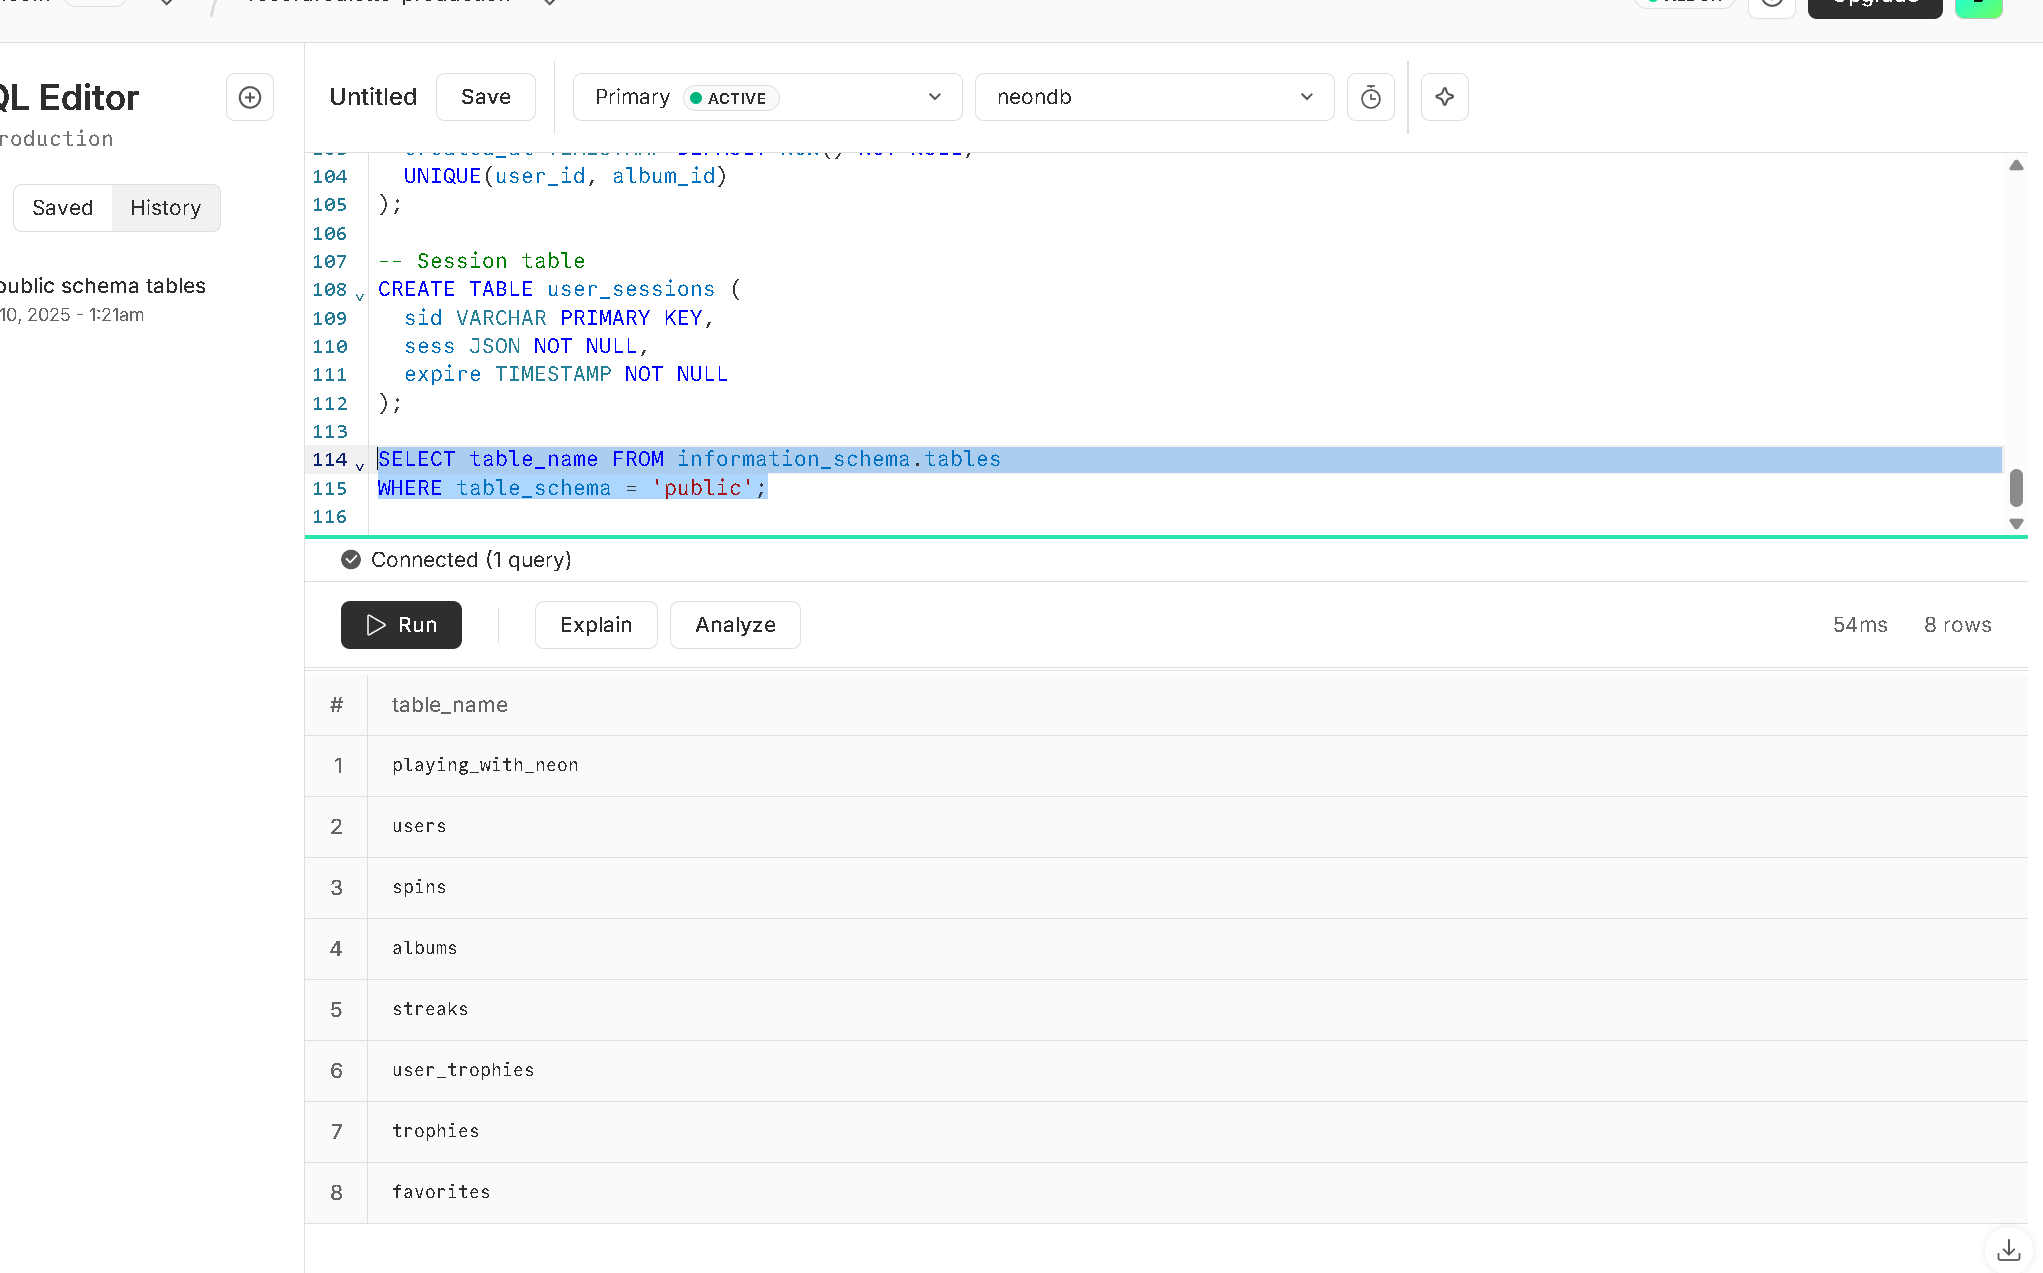 QL Editor
roduction
Saved
History
public schema tables
10, 2025 - 1:21am
Untitled
Save
Primary
ACTIVE
neondb
104 UNIQUE(user_id, album_id)
105 );
106
107 -- Session table
108 CREATE TABLE user_sessions (
109 sid VARCHAR PRIMARY KEY,
110 sess JSON NOT NULL,
111 expire TIMESTAMP NOT NULL
112 );
113
114 SELECT table_name FROM information_schema.tables
115 WHERE table_schema = 'public';
116
Connected (1 query)
Run
Explain
Analyze
54ms
8 rows
# table_name
1 playing_with_neon
2 users
3 spins
4 albums
5 streaks
6 user_trophies
7 trophies
8 favorites